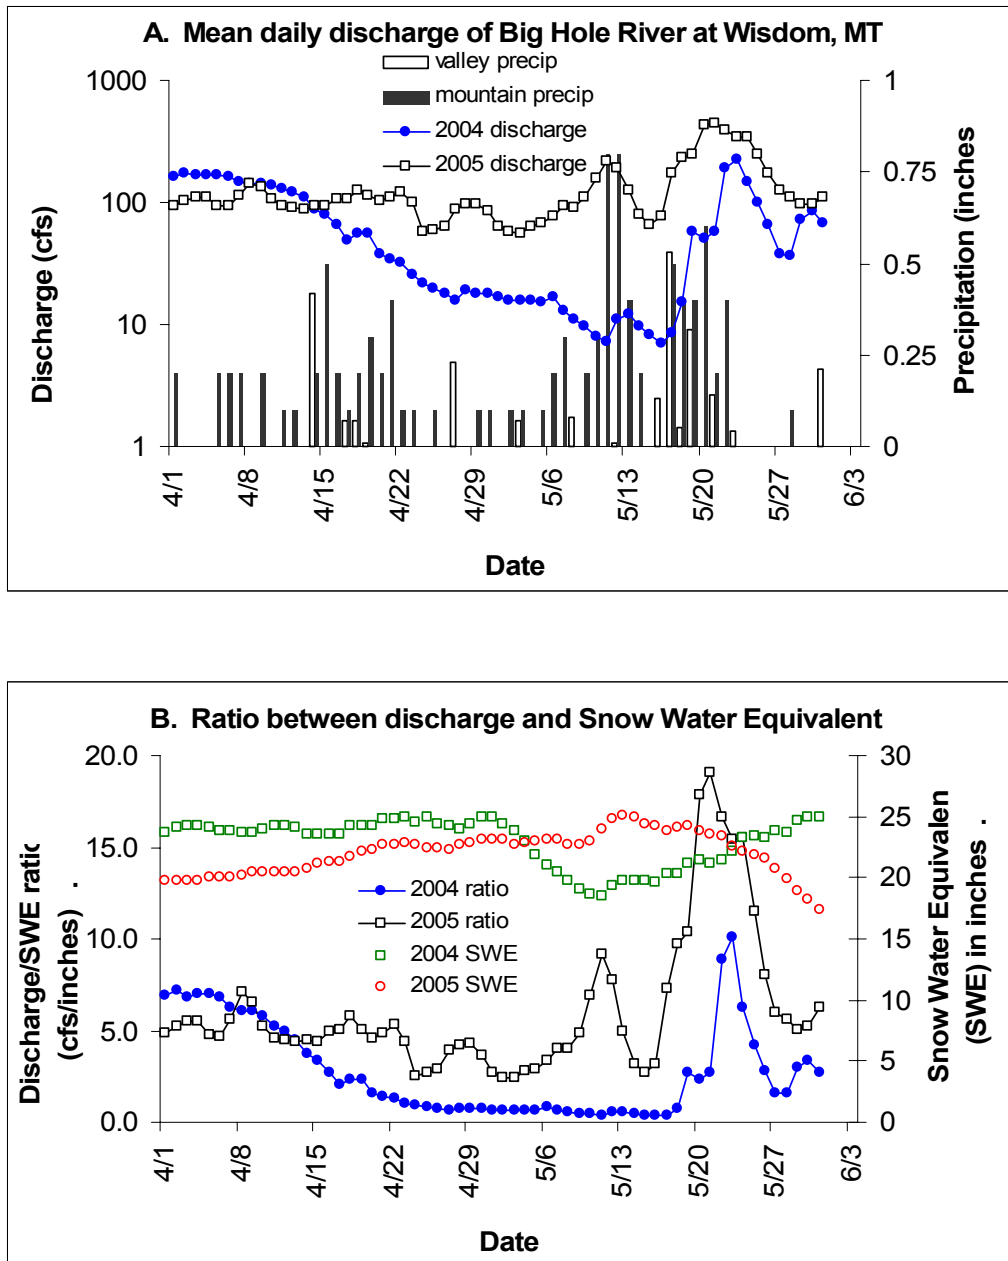 A. Mean daily discharge of Big Hole River at Wisdom, MT
valley precip
mountain precip
2004 discharge
2005 discharge
1000
100
10
1
Discharge (cfs)
1
0.75
0.5
0.25
0
Precipitation (inches)
4/1
4/8
4/15
4/22
4/29
5/6
5/13
5/20
5/27
6/3
Date
B. Ratio between discharge and Snow Water Equivalent
20.0
15.0
10.0
5.0
0.0
Discharge/SWE ratic
(cfs/inches) .
2004 ratio
2005 ratio
2004 SWE
2005 SWE
30
25
20
15
10
5
0
Snow Water Equivalen
(SWE) in inches .
4/1
4/8
4/15
4/22
4/29
5/6
5/13
5/20
5/27
6/3
Date